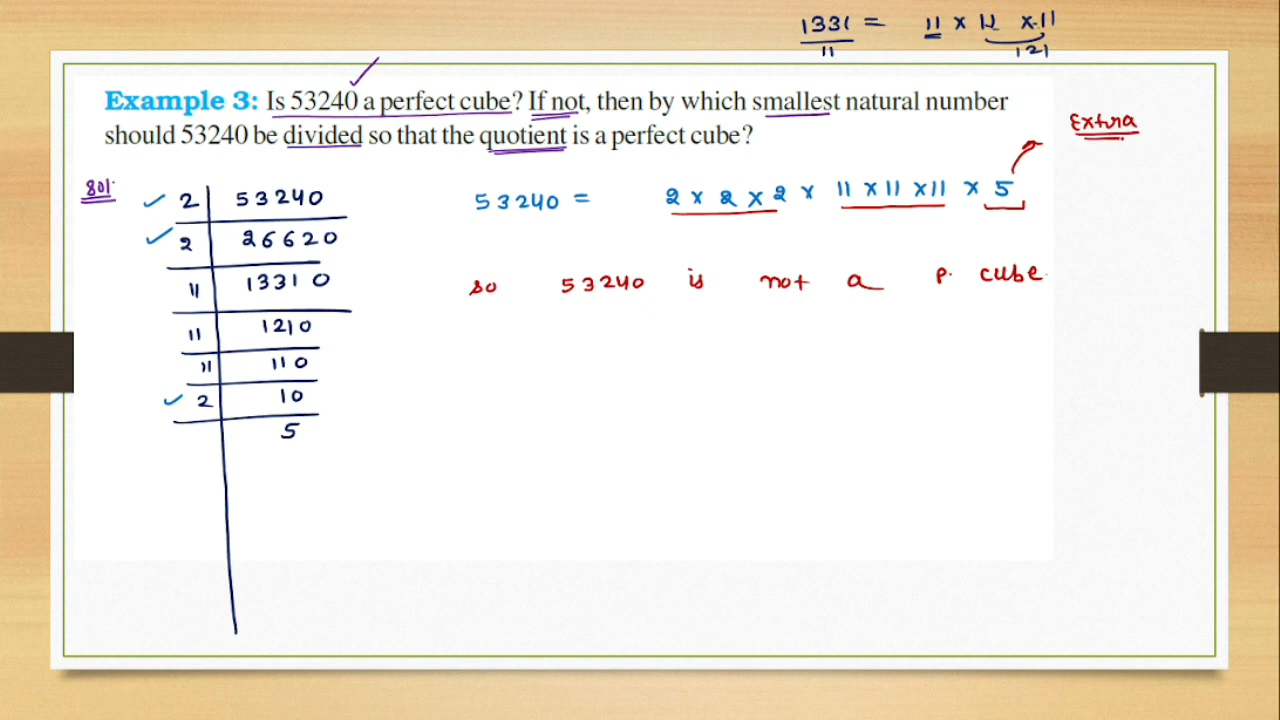 1331 = 11 × 11 × 11
11
121
Example 3: Is 53240 a perfect cube? If not, then by which smallest natural number
should 53240 be divided so that the quotient is a perfect cube?
Extra
Sol.
2 | 53240
2 | 26620
11 | 13310
11 | 1210
11 | 110
2 | 10
5
53240 = 2 × 2 × 2 × 11 × 11 × 11 × 5
so 53240 is not a p. cube.